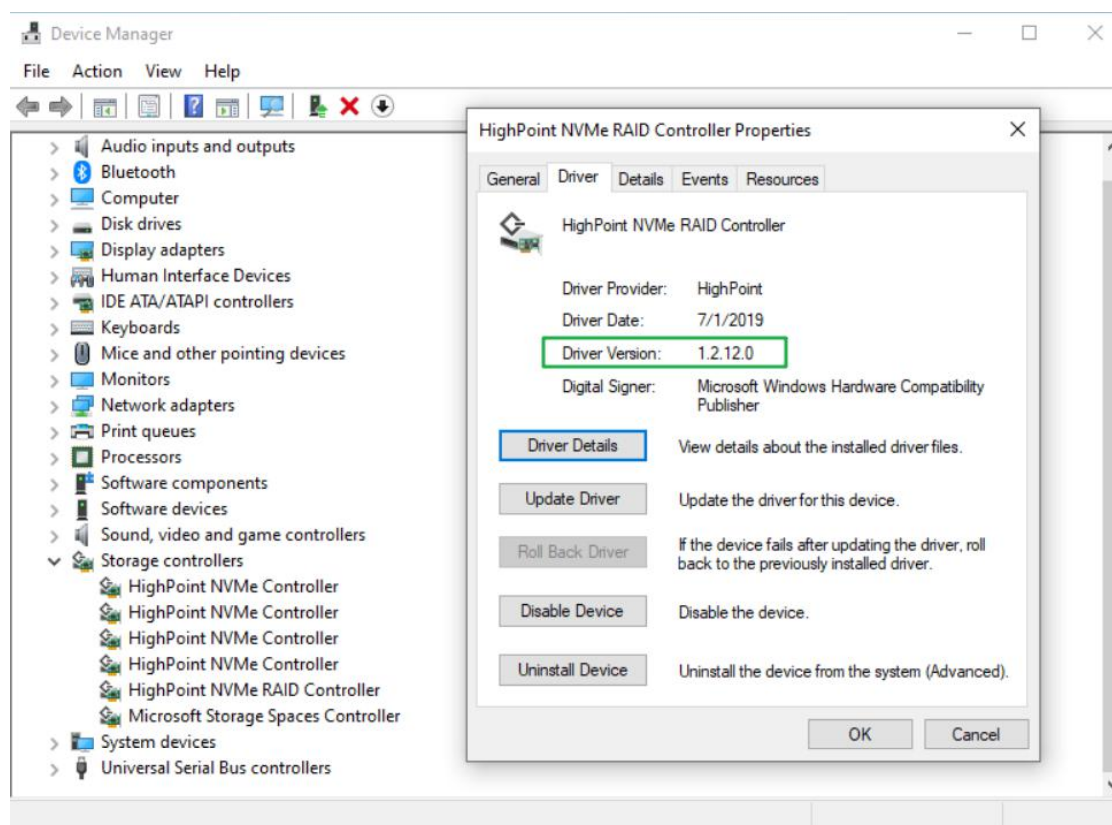 Device Manager
File Action View Help
Audio inputs and outputs
Bluetooth
Computer
Disk drives
Display adapters
Human Interface Devices
IDE ATA/ATAPI controllers
Keyboards
Mice and other pointing devices
Monitors
Network adapters
Print queues
Processors
Software components
Software devices
Sound, video and game controllers
Storage controllers
HighPoint NVMe Controller
HighPoint NVMe Controller
HighPoint NVMe Controller
HighPoint NVMe Controller
HighPoint NVMe RAID Controller
Microsoft Storage Spaces Controller
System devices
Universal Serial Bus controllers
HighPoint NVMe RAID Controller Properties
General Driver Details Events Resources
HighPoint NVMe RAID Controller
Driver Provider: HighPoint
Driver Date: 7/1/2019
Driver Version: 1.2.12.0
Digital Signer: Microsoft Windows Hardware Compatibility
Publisher
Driver Details View details about the installed driver files.
Update Driver Update the driver for this device.
Roll Back Driver If the device fails after updating the driver, roll
back to the previously installed driver.
Disable Device Disable the device.
Uninstall Device Uninstall the device from the system (Advanced).
OK Cancel